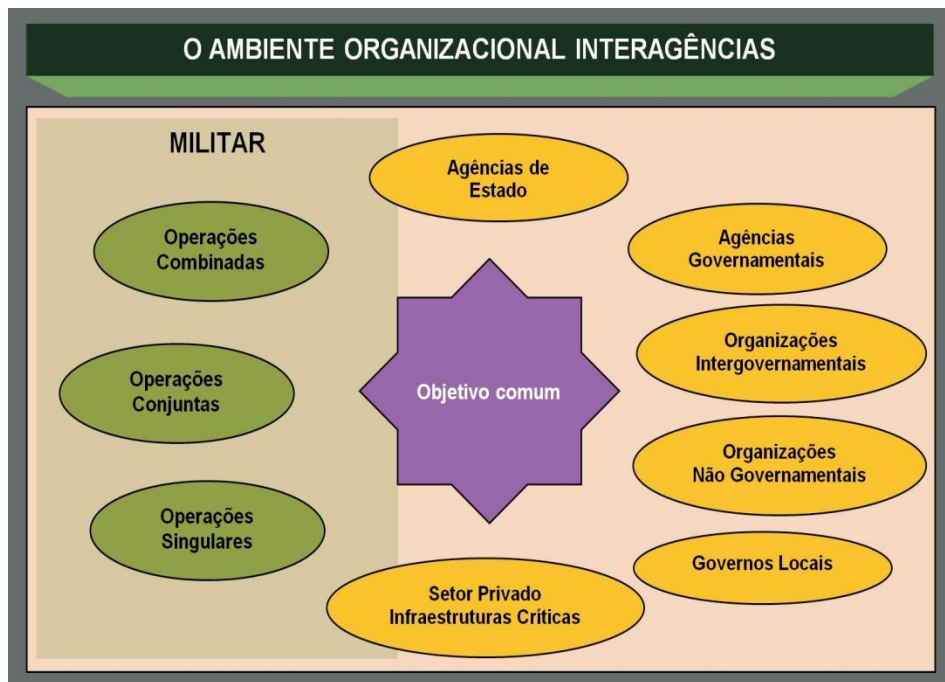 O AMBIENTE ORGANIZACIONAL INTERAGÊNCIAS
MILITAR
Operações
Combinadas
Operações
Conjuntas
Operações
Singulares
Agências de
Estado
Objetivo comum
Setor Privado
Infraestruturas Críticas
Agências
Governamentais
Organizações
Intergovernamentais
Organizações
Não Governamentais
Governos Locais